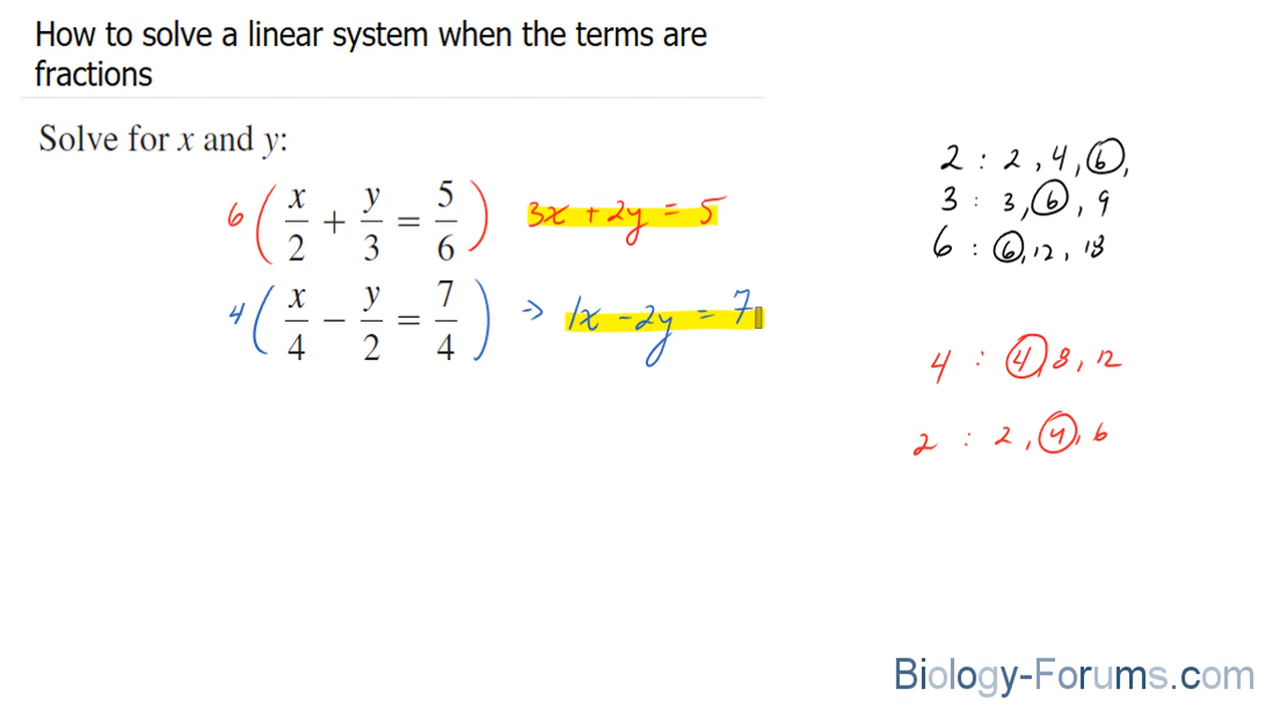 How to solve a linear system when the terms are
fractions
Solve for x and y:
6 ( x/2 + y/3 = 5/6 ) 3x + 2y = 5
4 ( x/4 − y/2 = 7/4 ) → 1x − 2y = 7
2 : 2, 4, 6,
3 : 3, 6, 9
6 : 6, 12, 18
4 : 4, 8, 12
2 : 2, 4, 6
Biology-Forums.com